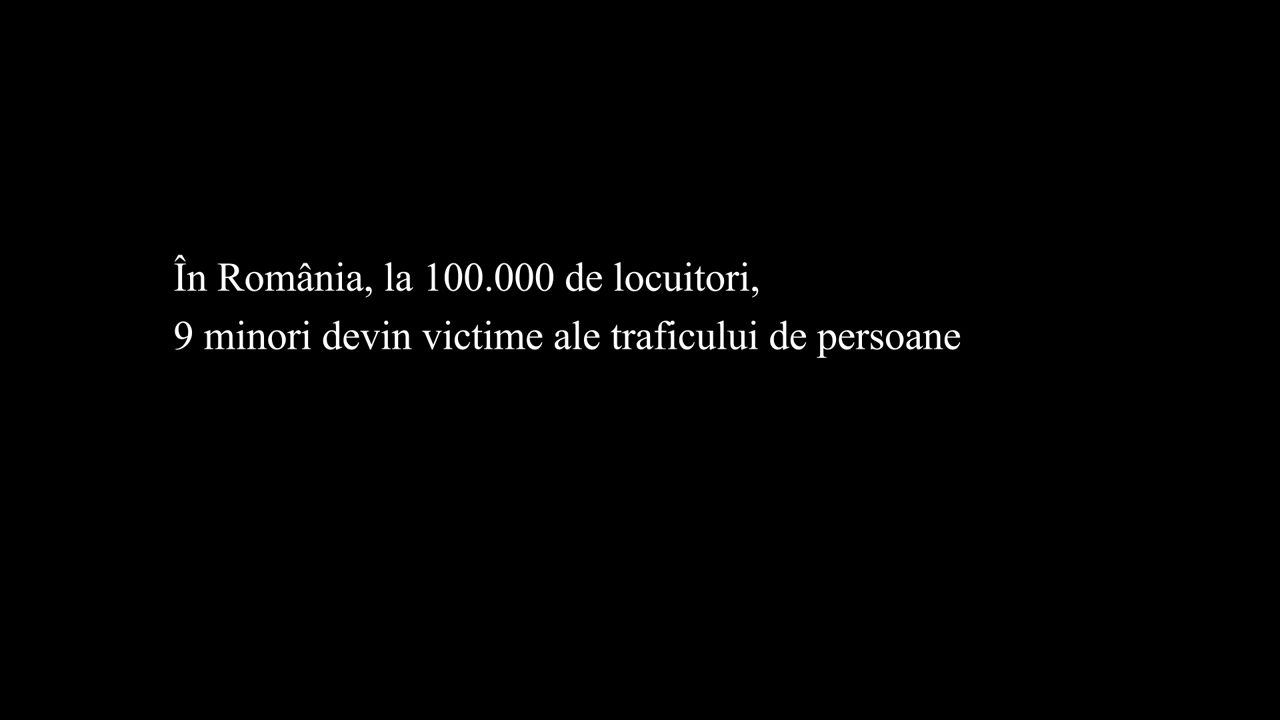 În România, la 100.000 de locuitori,
9 minori devin victime ale traficului de persoane